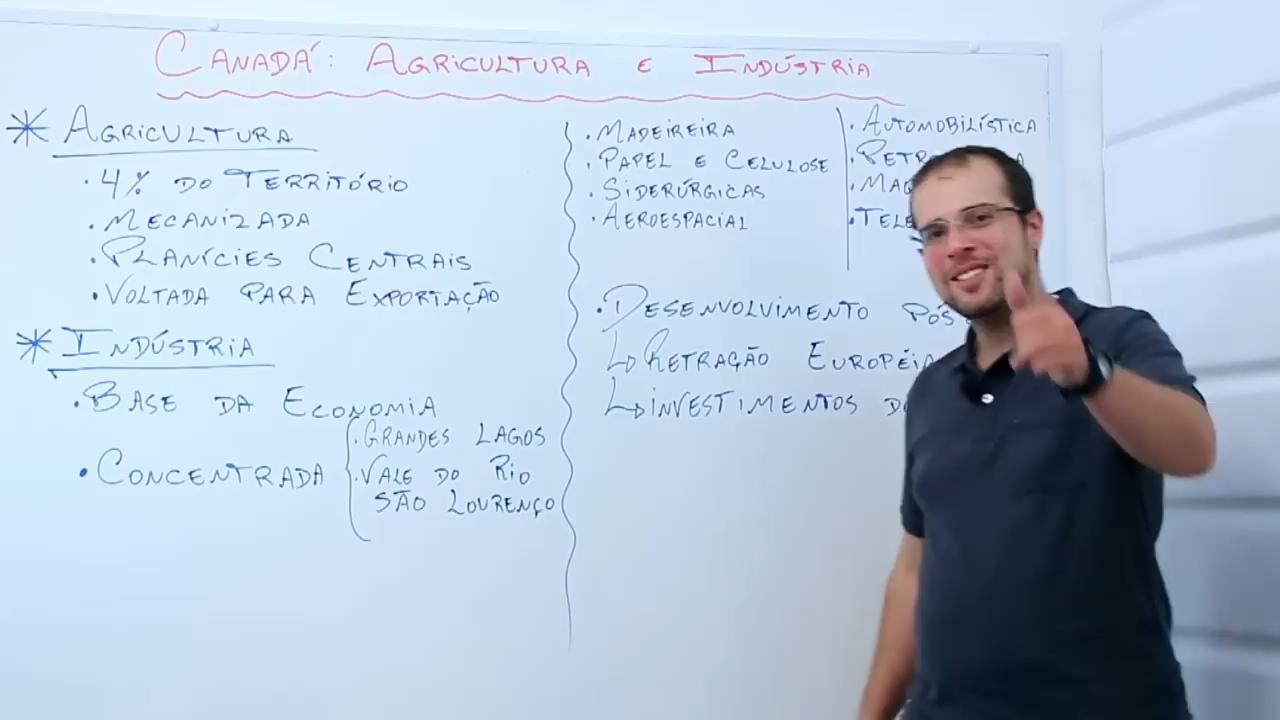 CANADÁ: AGRICULTURA E INDÚSTRIA
* AGRICULTURA
• 4% DO TERRITÓRIO
• MECANIZADA
• PLANÍCIES CENTRAIS
• VOLTADA PARA EXPORTAÇÃO
* INDÚSTRIA
• BASE DA ECONOMIA
• CONCENTRADA
• GRANDES LAGOS
• VALE DO RIO
SÃO LOURENÇO
• MADEIREIRA
• PAPEL E CELULOSE
• SIDERÚRGICAS
• AEROESPACIAL
• AUTOMOBILÍSTICA
• DESENVOLVIMENTO PÓS
↳ RETRAÇÃO EUROPÉIA
↳ INVESTIMENTOS